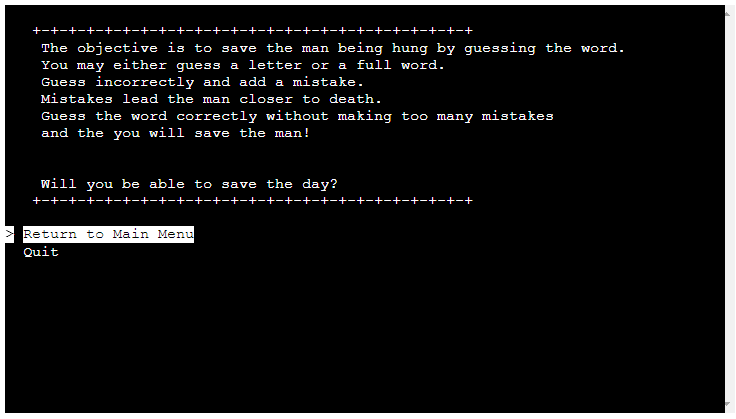 +-+-+-+-+-+-+-+-+-+-+-+-+-+-+-+-+-+-+-+-+-+-+-+-+
The objective is to save the man being hung by guessing the word.
You may either guess a letter or a full word.
Guess incorrectly and add a mistake.
Mistakes lead the man closer to death.
Guess the word correctly without making too many mistakes
and the you will save the man!
Will you be able to save the day?
+-+-+-+-+-+-+-+-+-+-+-+-+-+-+-+-+-+-+-+-+-+-+-+-+
> Return to Main Menu
Quit